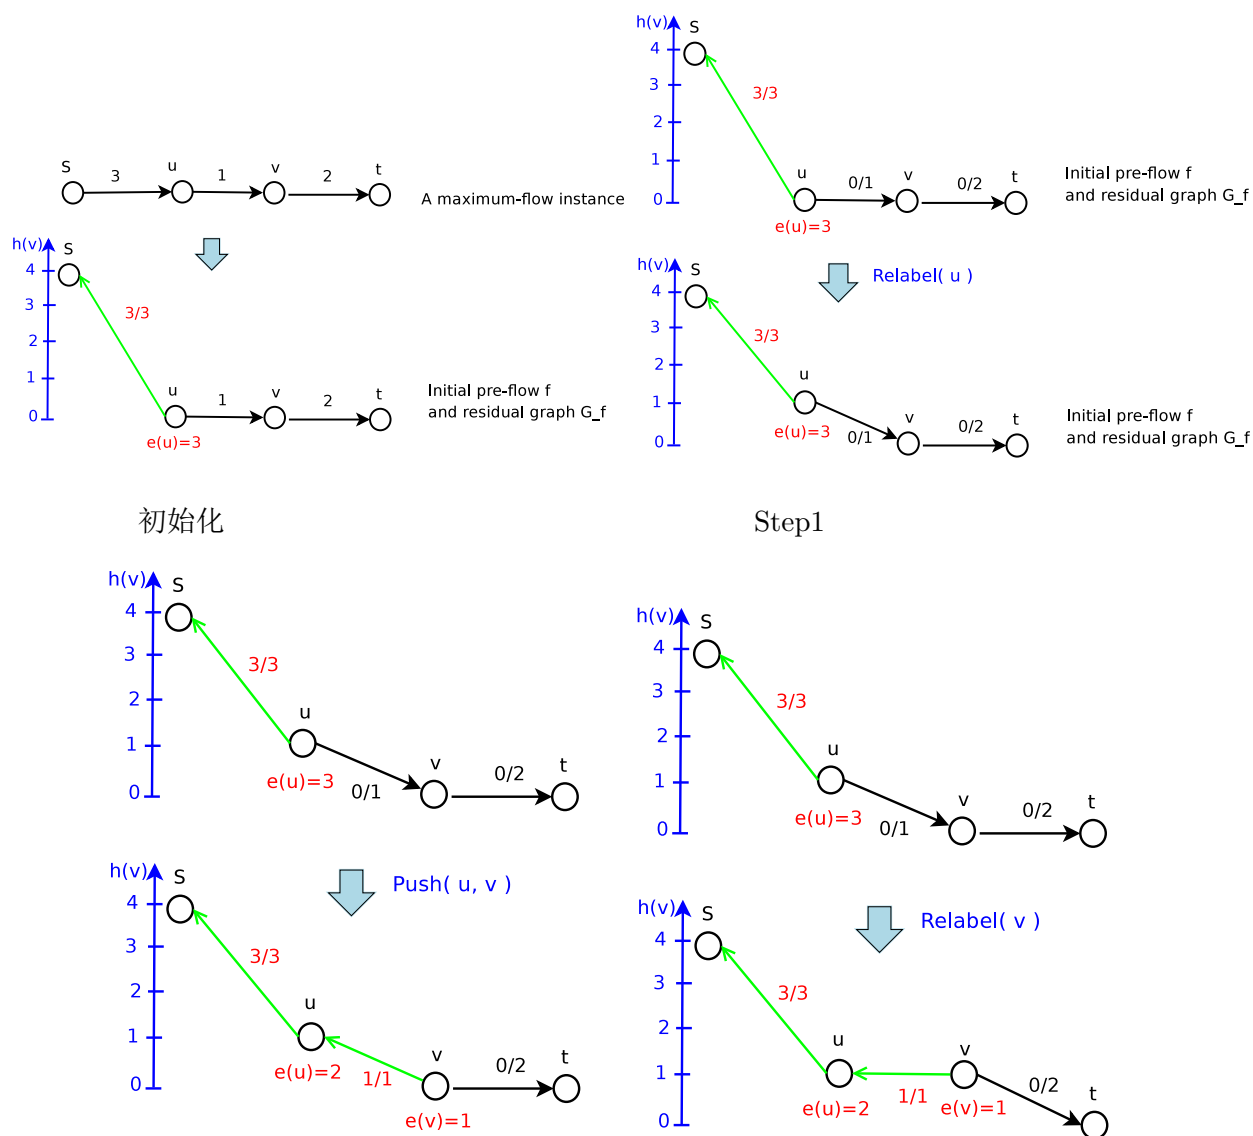 S
u
v
t
3
1
2
A maximum-flow instance
h(v)
S
4
3
2
1
0
3/3
u
v
t
1
2
e(u)=3
Initial pre-flow f
and residual graph G_f
初始化
h(v)
S
4
3
2
1
0
3/3
u
v
t
0/1
0/2
e(u)=3
Initial pre-flow f
and residual graph G_f
Relabel( u )
h(v)
S
4
3
2
1
0
3/3
u
v
t
0/1
0/2
e(u)=3
Initial pre-flow f
and residual graph G_f
Step1
h(v)
S
4
3
2
1
0
3/3
u
v
t
0/1
0/2
e(u)=3
Push( u, v )
h(v)
S
4
3
2
1
0
3/3
u
v
t
1/1
0/2
e(u)=2
e(v)=1
h(v)
S
4
3
2
1
0
3/3
u
v
t
0/1
0/2
e(u)=3
Relabel( v )
h(v)
S
4
3
2
1
0
3/3
u
v
t
1/1
0/2
e(u)=2
e(v)=1